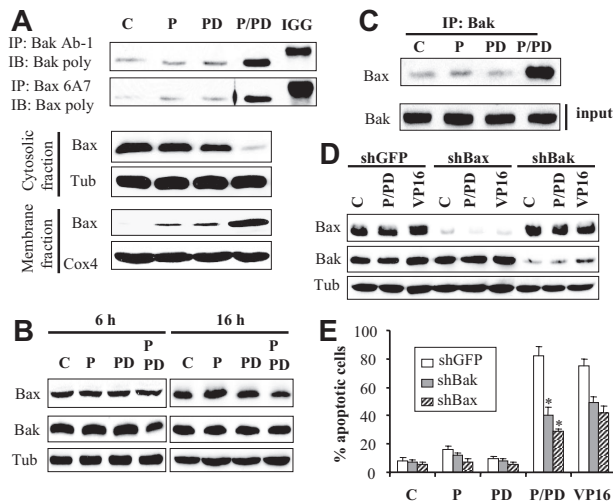 A
C P PD P/PD IGG
IP: Bak Ab-1
IB: Bak poly
IP: Bax 6A7
IB: Bax poly
Cytosolic
fraction
Bax
Tub
Membrane
fraction
Bax
Cox4
B
6 h 16 h
P P
C P PD PD C P PD PD
Bax
Bak
Tub
C
IP: Bak
C P PD P/PD
Bax
Bak
input
D
shGFP shBax shBak
C P/PD VP16 C P/PD VP16 C P/PD VP16
Bax
Bak
Tub
E
% apoptotic cells
100
80
60
40
20
0
shGFP
shBak
shBax
* *
C P PD P/PD VP16